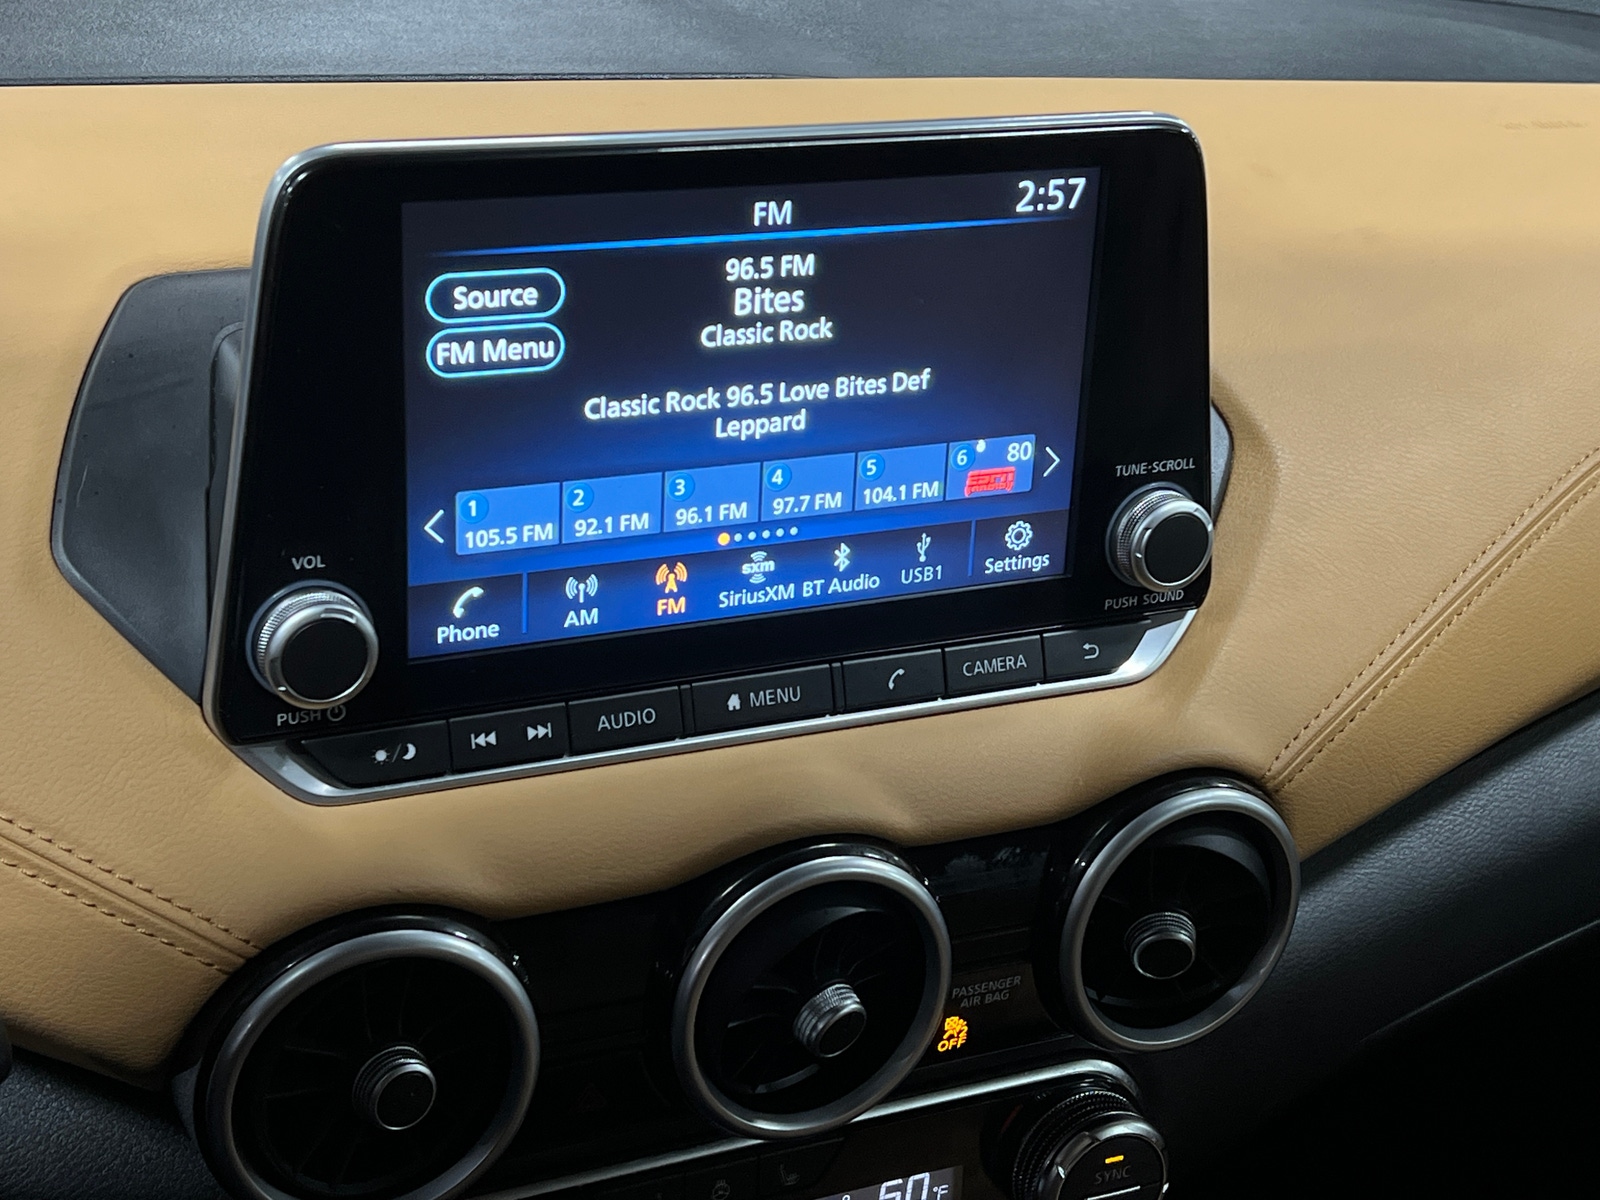 FM
2:57
Source
FM Menu
96.5 FM
Bites
Classic Rock
Classic Rock 96.5 Love Bites Def
Leppard
1
105.5 FM
2
92.1 FM
3
96.1 FM
4
97.7 FM
5
104.1 FM
6
80
Phone
AM
FM
sxm
SiriusXM
BT Audio
USB1
Settings
VOL
PUSH
TUNE·SCROLL
PUSH SOUND
AUDIO
MENU
CAMERA
PASSENGER
AIR BAG
OFF
SYNC
60°F